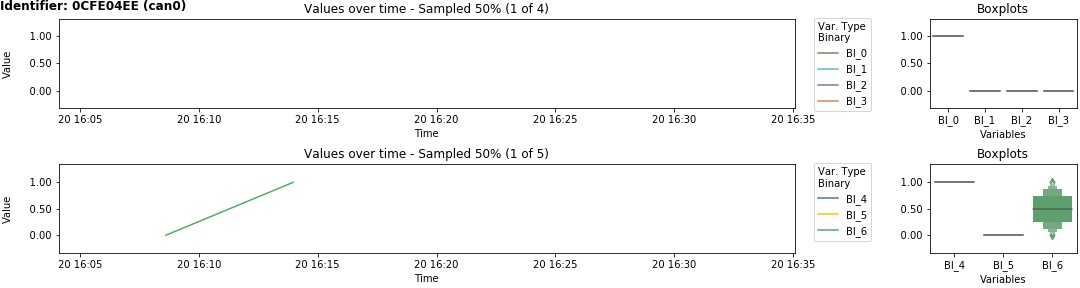 Identifier: 0CFE04EE (can0)
Values over time - Sampled 50% (1 of 4)
Value
1.00
0.50
0.00
20 16:05 20 16:10 20 16:15 20 16:20 20 16:25 20 16:30 20 16:35
Time
Var. Type
Binary
BI_0
BI_1
BI_2
BI_3
Boxplots
1.00
0.50
0.00
BI_0 BI_1 BI_2 BI_3
Variables
Values over time - Sampled 50% (1 of 5)
Value
1.00
0.50
0.00
20 16:05 20 16:10 20 16:15 20 16:20 20 16:25 20 16:30 20 16:35
Time
Var. Type
Binary
BI_4
BI_5
BI_6
Boxplots
1.00
0.50
0.00
BI_4 BI_5 BI_6
Variables